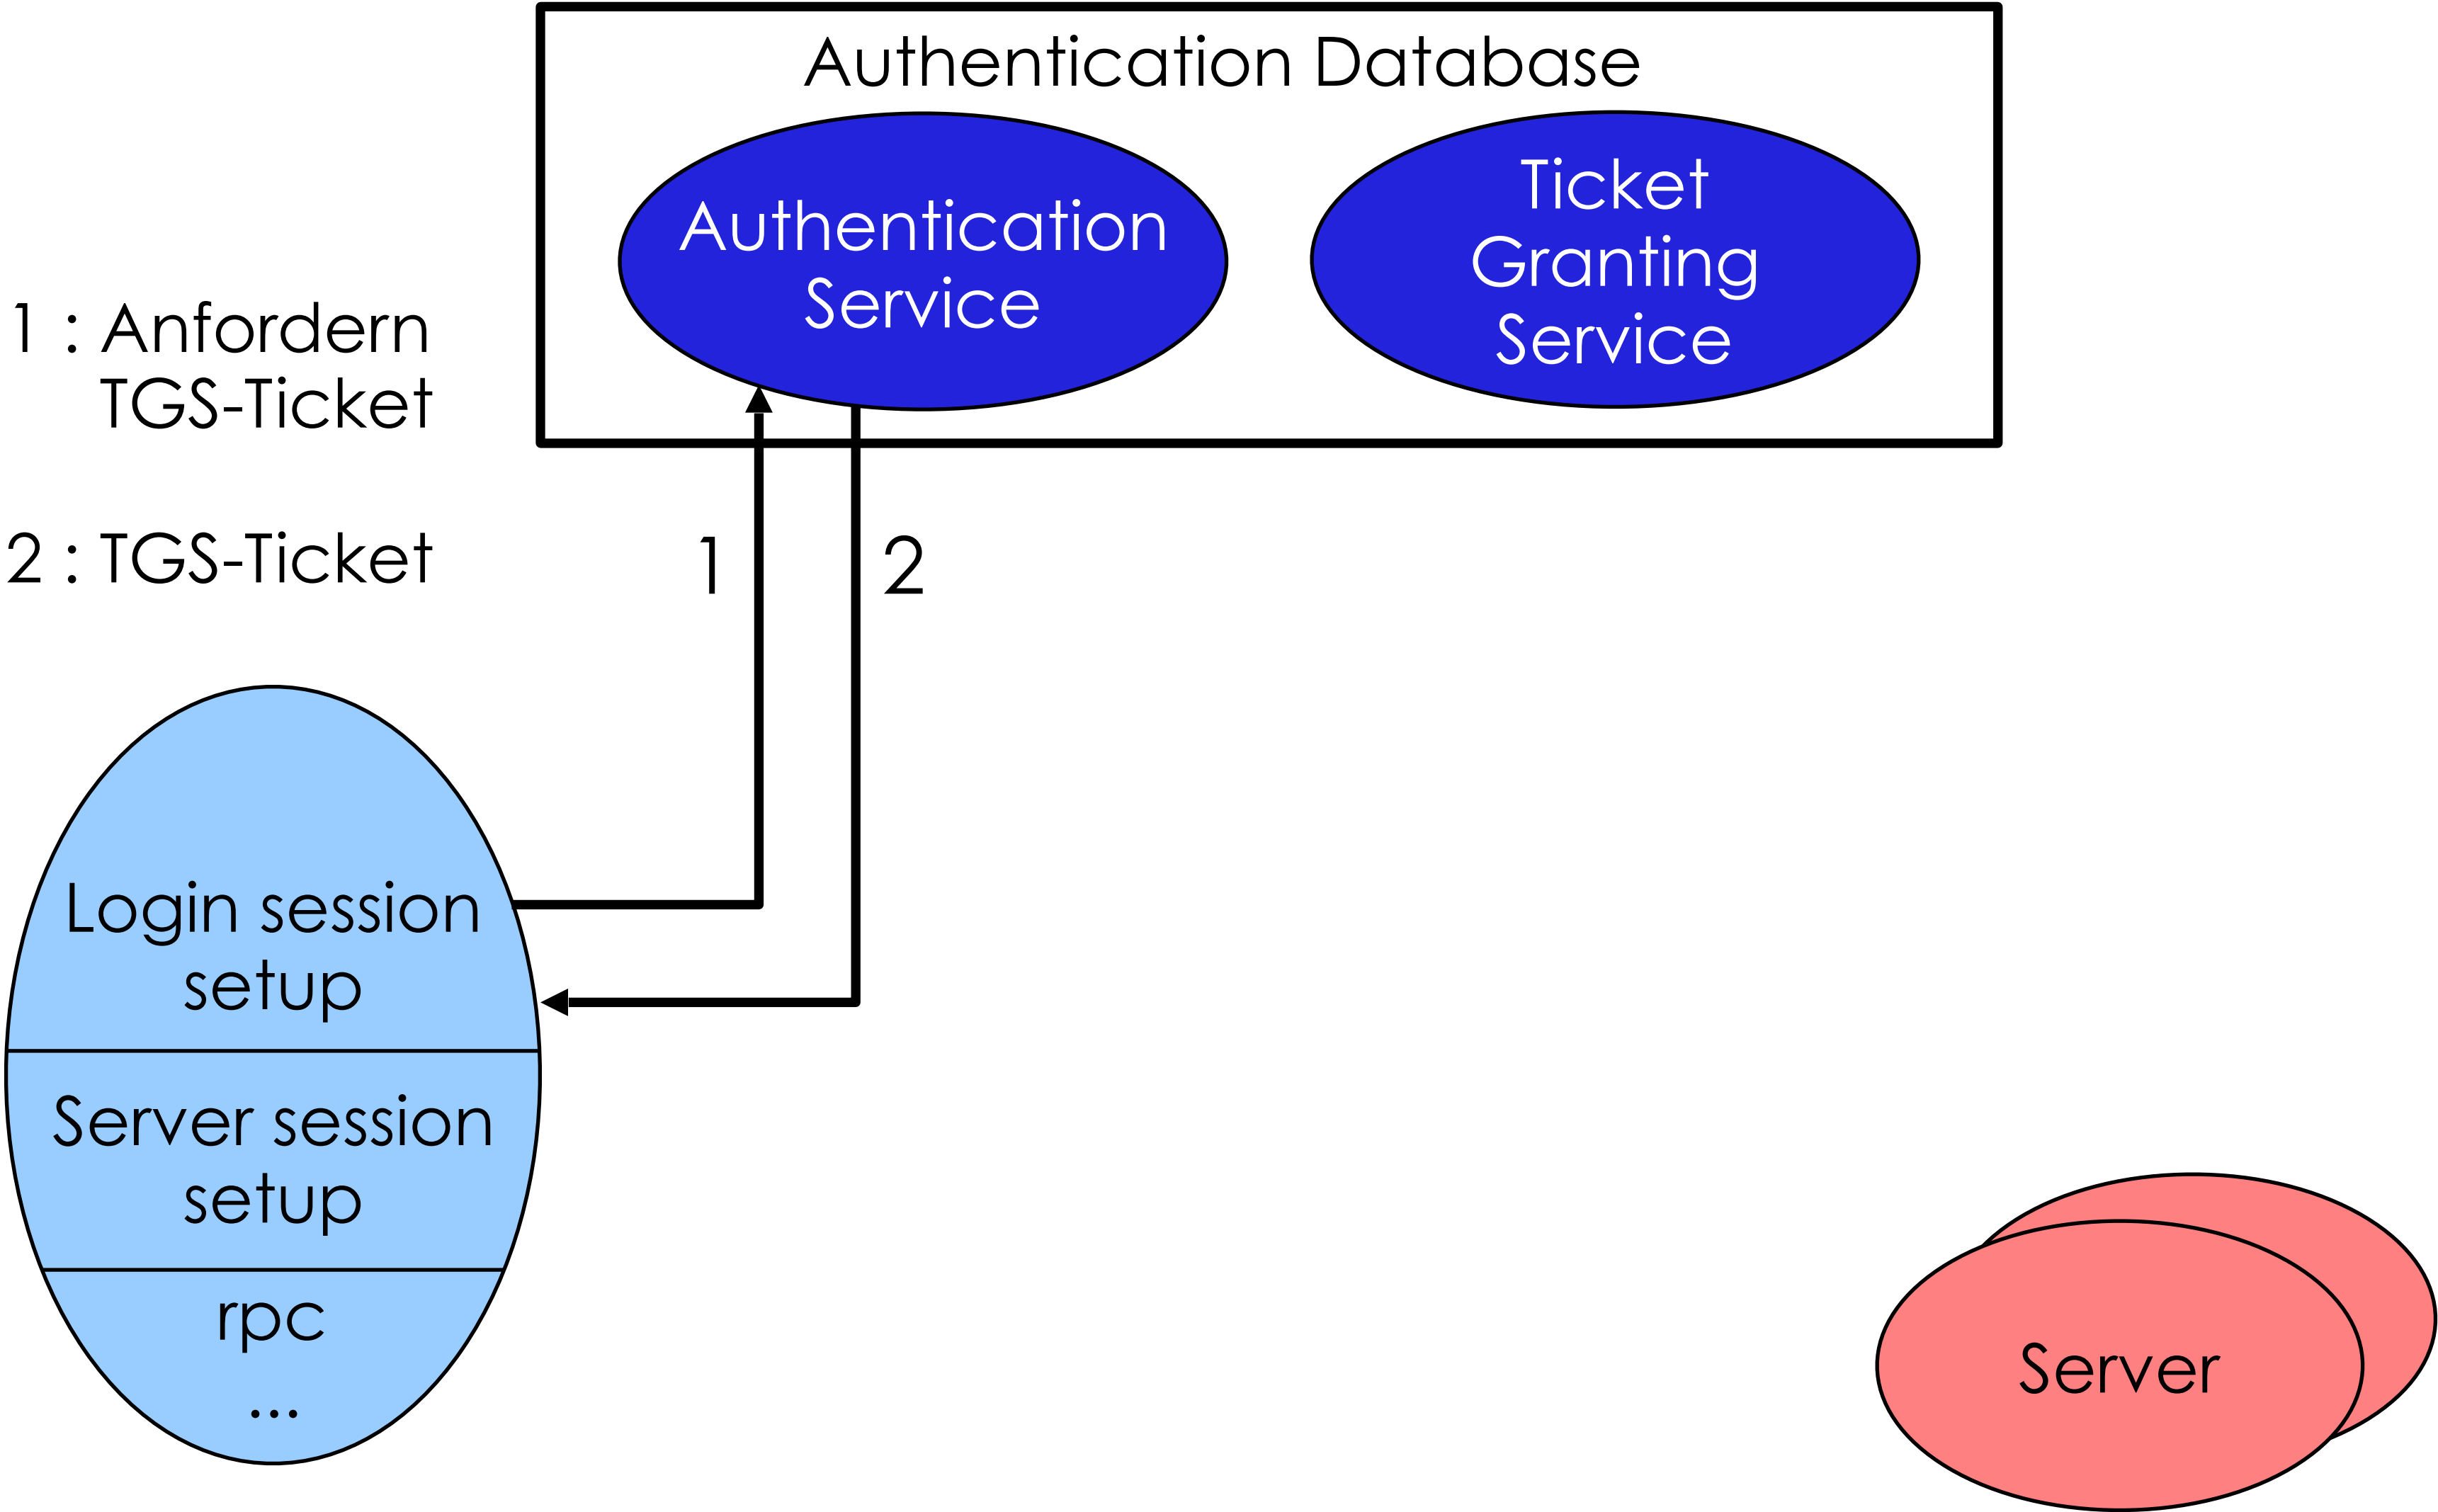 Authentication Database
Authentication
Service
Ticket
Granting
Service
1 : Anfordern
TGS-Ticket
2 : TGS-Ticket
1
2
Login session
setup
Server session
setup
rpc
...
Server